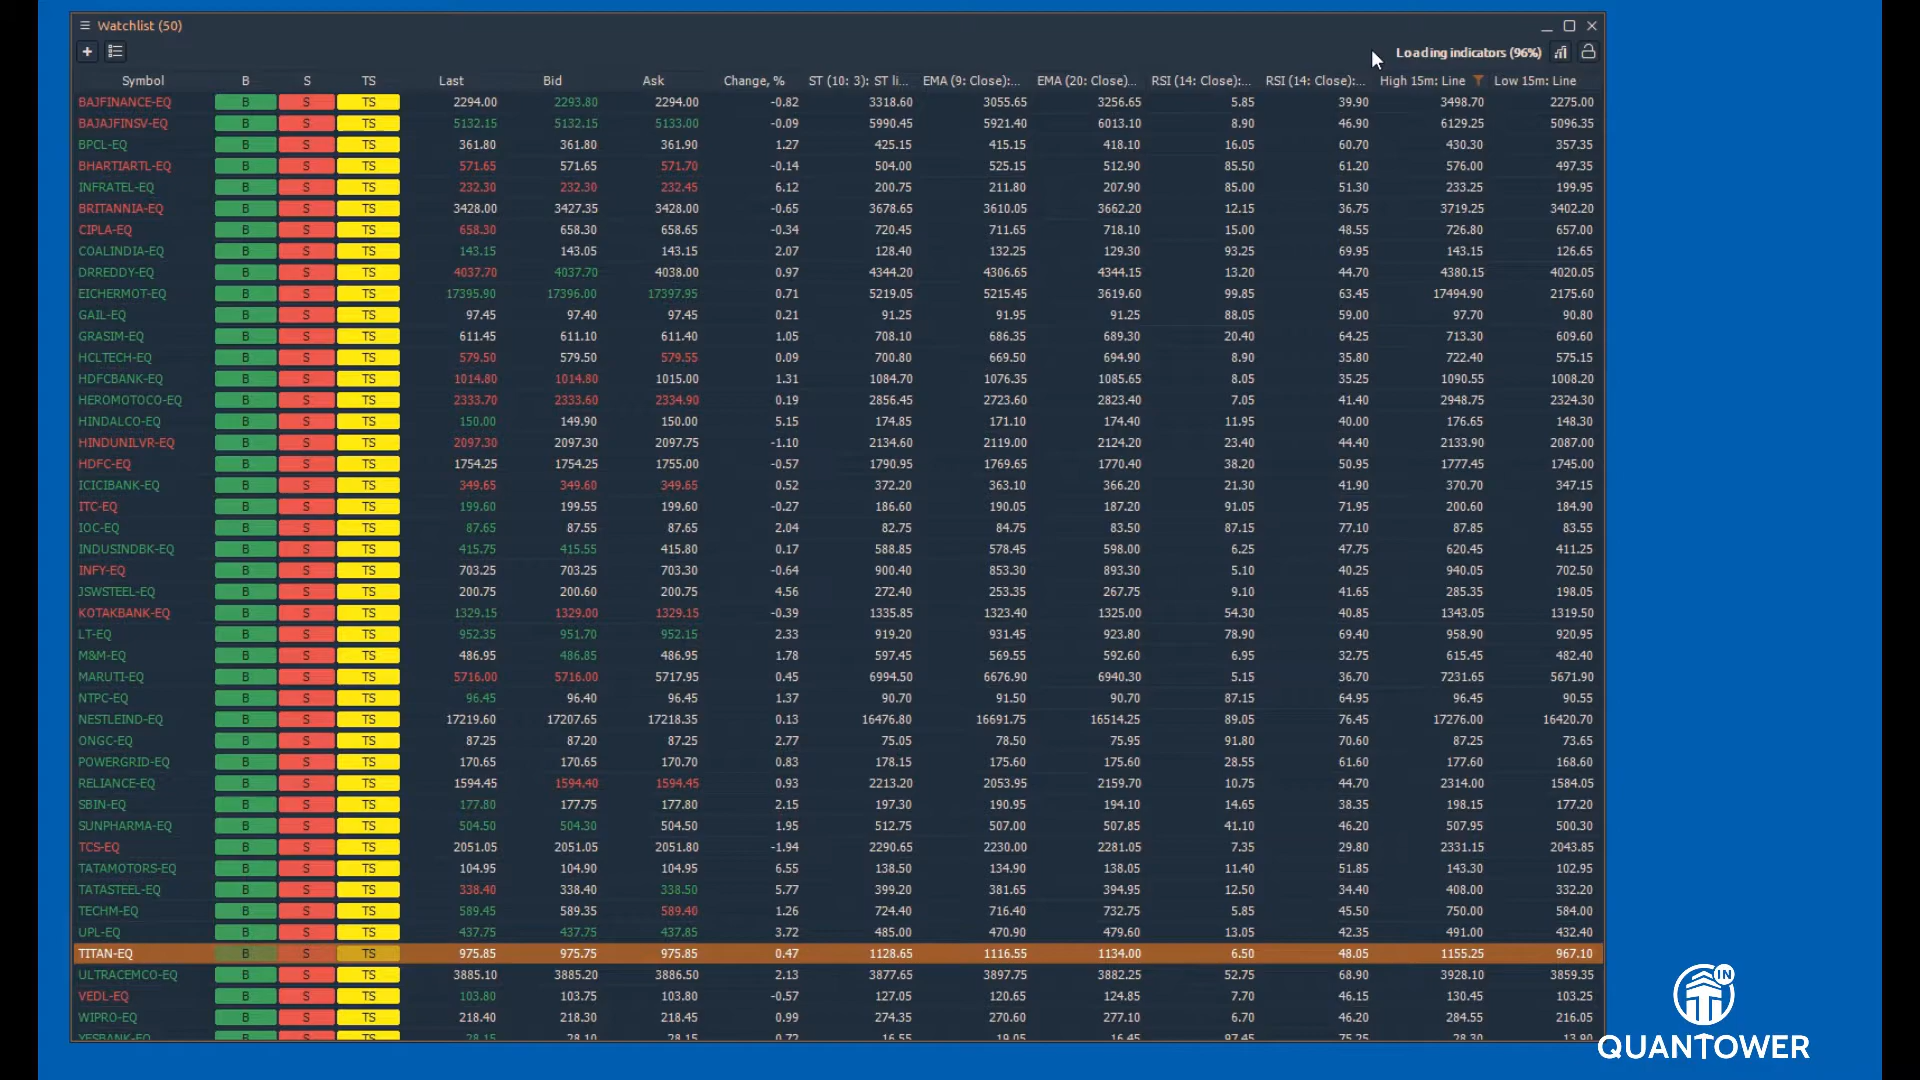 Watchlist (50)
Loading indicators (96%)
Symbol B S TS Last Bid Ask Change, % ST (10: 3): ST li... EMA (9: Close):... EMA (20: Close)... RSI (14: Close):... RSI (14: Close):... High 15m: Line Low 15m: Line
BAJFINANCE-EQ B S TS 2294.00 2293.80 2294.00 -0.82 3318.60 3055.65 3256.65 5.85 39.90 3498.70 2275.00
BAJAJFINSV-EQ B S TS 5132.15 5132.15 5133.00 -0.09 5990.45 5921.40 6013.10 8.90 46.90 6129.25 5096.35
BPCL-EQ B S TS 361.80 361.80 361.90 1.27 425.15 415.15 418.10 16.05 60.70 430.30 357.35
BHARTIARTL-EQ B S TS 571.65 571.65 571.70 -0.14 504.00 525.15 512.90 85.50 61.20 576.00 497.35
INFRATEL-EQ B S TS 232.30 232.30 232.45 6.12 200.75 211.80 207.90 85.00 51.30 233.25 199.95
BRITANNIA-EQ B S TS 3428.00 3427.35 3428.00 -0.65 3678.65 3610.05 3662.20 12.15 36.75 3719.25 3402.20
CIPLA-EQ B S TS 658.30 658.30 658.65 -0.34 720.45 711.65 718.10 15.00 48.55 726.80 657.00
COALINDIA-EQ B S TS 143.15 143.05 143.15 2.07 128.40 132.25 129.30 93.25 69.95 143.15 126.65
DRREDDY-EQ B S TS 4037.70 4037.70 4038.00 0.97 4344.20 4306.65 4344.15 13.20 44.70 4380.15 4020.05
EICHERMOT-EQ B S TS 17395.90 17396.00 17397.95 0.71 5219.05 5215.45 3619.60 99.85 63.45 17494.90 2175.60
GAIL-EQ B S TS 97.45 97.40 97.45 0.21 91.25 91.95 91.25 88.05 59.00 97.70 90.80
GRASIM-EQ B S TS 611.45 611.10 611.40 1.05 708.10 686.35 689.30 20.40 64.25 713.30 609.60
HCLTECH-EQ B S TS 579.50 579.50 579.55 0.09 700.80 669.50 694.90 8.90 35.80 722.40 575.15
HDFCBANK-EQ B S TS 1014.80 1014.80 1015.00 1.31 1084.70 1076.35 1085.65 8.05 35.25 1090.55 1008.20
HEROMOTOCO-EQ B S TS 2333.70 2333.60 2334.90 0.19 2856.45 2723.60 2823.40 7.05 41.40 2948.75 2324.30
HINDALCO-EQ B S TS 150.00 149.90 150.00 5.15 174.85 171.10 174.40 11.95 40.00 176.65 148.30
HINDUNILVR-EQ B S TS 2097.30 2097.30 2097.75 -1.10 2134.60 2119.00 2124.20 23.40 44.40 2133.90 2087.00
HDFC-EQ B S TS 1754.25 1754.25 1755.00 -0.57 1790.95 1769.65 1770.40 38.20 50.95 1777.45 1745.00
ICICIBANK-EQ B S TS 349.65 349.60 349.65 0.52 372.20 363.10 366.20 21.30 41.90 370.70 347.15
ITC-EQ B S TS 199.60 199.55 199.60 -0.27 186.60 190.05 187.20 91.05 71.95 200.60 184.90
IOC-EQ B S TS 87.65 87.55 87.65 2.04 82.75 84.75 83.50 87.15 77.10 87.85 83.55
INDUSINDBK-EQ B S TS 415.75 415.55 415.80 0.17 588.85 578.45 598.00 6.25 47.75 620.45 411.25
INFY-EQ B S TS 703.25 703.25 703.30 -0.64 900.40 853.30 893.30 5.10 40.25 940.05 702.50
JSWSTEEL-EQ B S TS 200.75 200.60 200.75 4.56 272.40 253.35 267.75 9.10 41.65 285.35 198.05
KOTAKBANK-EQ B S TS 1329.15 1329.00 1329.15 -0.39 1335.85 1323.40 1325.00 54.30 40.85 1343.05 1319.50
LT-EQ B S TS 952.35 951.70 952.15 2.33 919.20 931.45 923.80 78.90 69.40 958.90 920.95
M&M-EQ B S TS 486.95 486.85 486.95 1.78 597.45 569.55 592.60 6.95 32.75 615.45 482.40
MARUTI-EQ B S TS 5716.00 5716.00 5717.95 0.45 6994.50 6676.90 6940.30 5.15 36.70 7231.65 5671.90
NTPC-EQ B S TS 96.45 96.40 96.45 1.37 90.70 91.50 90.70 87.15 64.95 96.45 90.55
NESTLEIND-EQ B S TS 17219.60 17207.65 17218.35 0.13 16476.80 16691.75 16514.25 89.05 76.45 17276.00 16420.70
ONGC-EQ B S TS 87.25 87.20 87.25 2.77 75.05 78.50 75.95 91.80 70.60 87.25 73.65
POWERGRID-EQ B S TS 170.65 170.65 170.70 0.83 178.15 175.60 175.60 28.55 61.60 177.60 168.60
RELIANCE-EQ B S TS 1594.45 1594.40 1594.45 0.93 2213.20 2053.95 2159.70 10.75 44.70 2314.00 1584.05
SBIN-EQ B S TS 177.80 177.75 177.80 2.15 197.30 190.95 194.10 14.65 38.35 198.15 177.20
SUNPHARMA-EQ B S TS 504.50 504.30 504.50 1.95 512.75 507.00 507.85 41.10 46.20 507.95 500.30
TCS-EQ B S TS 2051.05 2051.05 2051.80 -1.94 2290.65 2230.00 2281.05 7.35 29.80 2331.15 2043.85
TATAMOTORS-EQ B S TS 104.95 104.90 104.95 6.55 138.50 134.90 138.05 11.40 51.85 143.30 102.95
TATASTEEL-EQ B S TS 338.40 338.40 338.50 5.77 399.20 381.65 394.95 12.50 34.40 408.00 332.20
TECHM-EQ B S TS 589.45 589.35 589.40 1.26 724.40 716.40 732.75 5.85 45.50 750.00 584.00
UPL-EQ B S TS 437.75 437.75 437.85 3.72 485.00 470.90 479.60 13.05 42.35 491.00 432.40
TITAN-EQ B S TS 975.85 975.75 975.85 0.47 1128.65 1116.55 1134.00 6.50 48.05 1155.25 967.10
ULTRACEMCO-EQ B S TS 3885.10 3885.20 3886.50 2.13 3877.65 3897.75 3882.25 52.75 68.90 3928.10 3859.35
VEDL-EQ B S TS 103.80 103.75 103.80 -0.57 127.05 120.65 124.85 7.70 46.15 130.45 103.25
WIPRO-EQ B S TS 218.40 218.30 218.45 0.99 274.35 270.60 277.10 6.70 46.20 284.55 216.05
YESBANK-EQ B S TS 28.15 28.10 28.15 0.72 16.55 19.05 16.45 97.45 75.25 28.30 13.90
IN
QUANTOWER